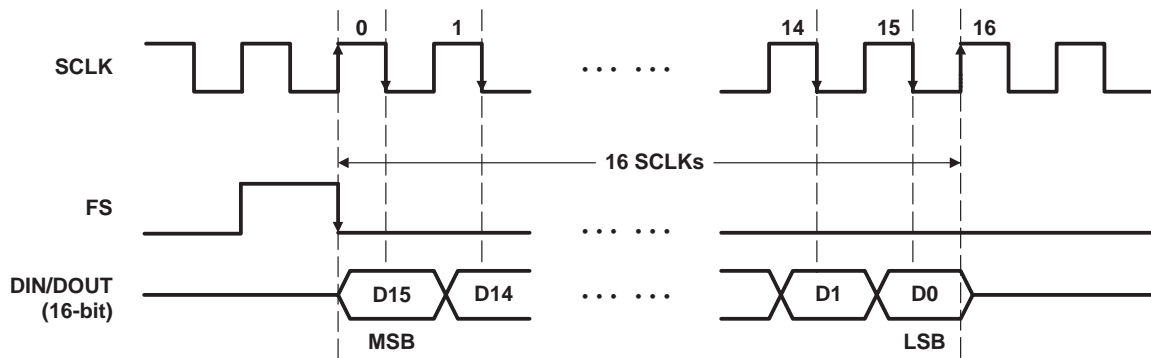 0 1 14 15 16
SCLK
... ...
16 SCLKs
FS
... ...
DIN/DOUT
(16-bit)
D15 D14 ... ... D1 D0
MSB LSB